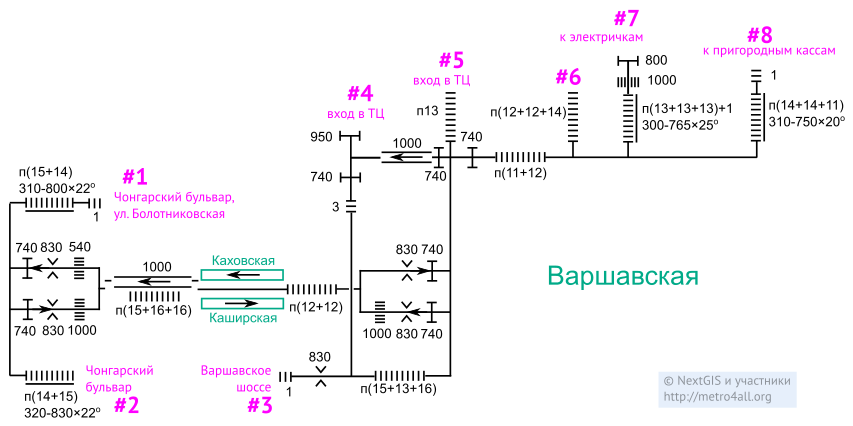 #7
к электричкам
#8
к пригородным кассам
#5
вход в ТЦ
800
#6
1000
1
#4
вход в ТЦ
п13
п(12+12+14)
п(13+13+13)+1
300-765×25°
п(14+14+11)
310-750×20°
950
1000
740
740
п(11+12)
п(15+14)
310-800×22°
#1
Чонгарский бульвар,
ул. Болотниковская
1
740
3
740 830 540
1000
Каховская
830 740
Варшавская
740 830 1000
п(15+16+16)
Каширская
п(12+12)
1000 830 740
Чонгарский
бульвар
#2
п(14+15)
320-830×22°
Варшавское
шоссе
#3
1
830
п(15+13+16)
© NextGIS и участники
http://metro4all.org